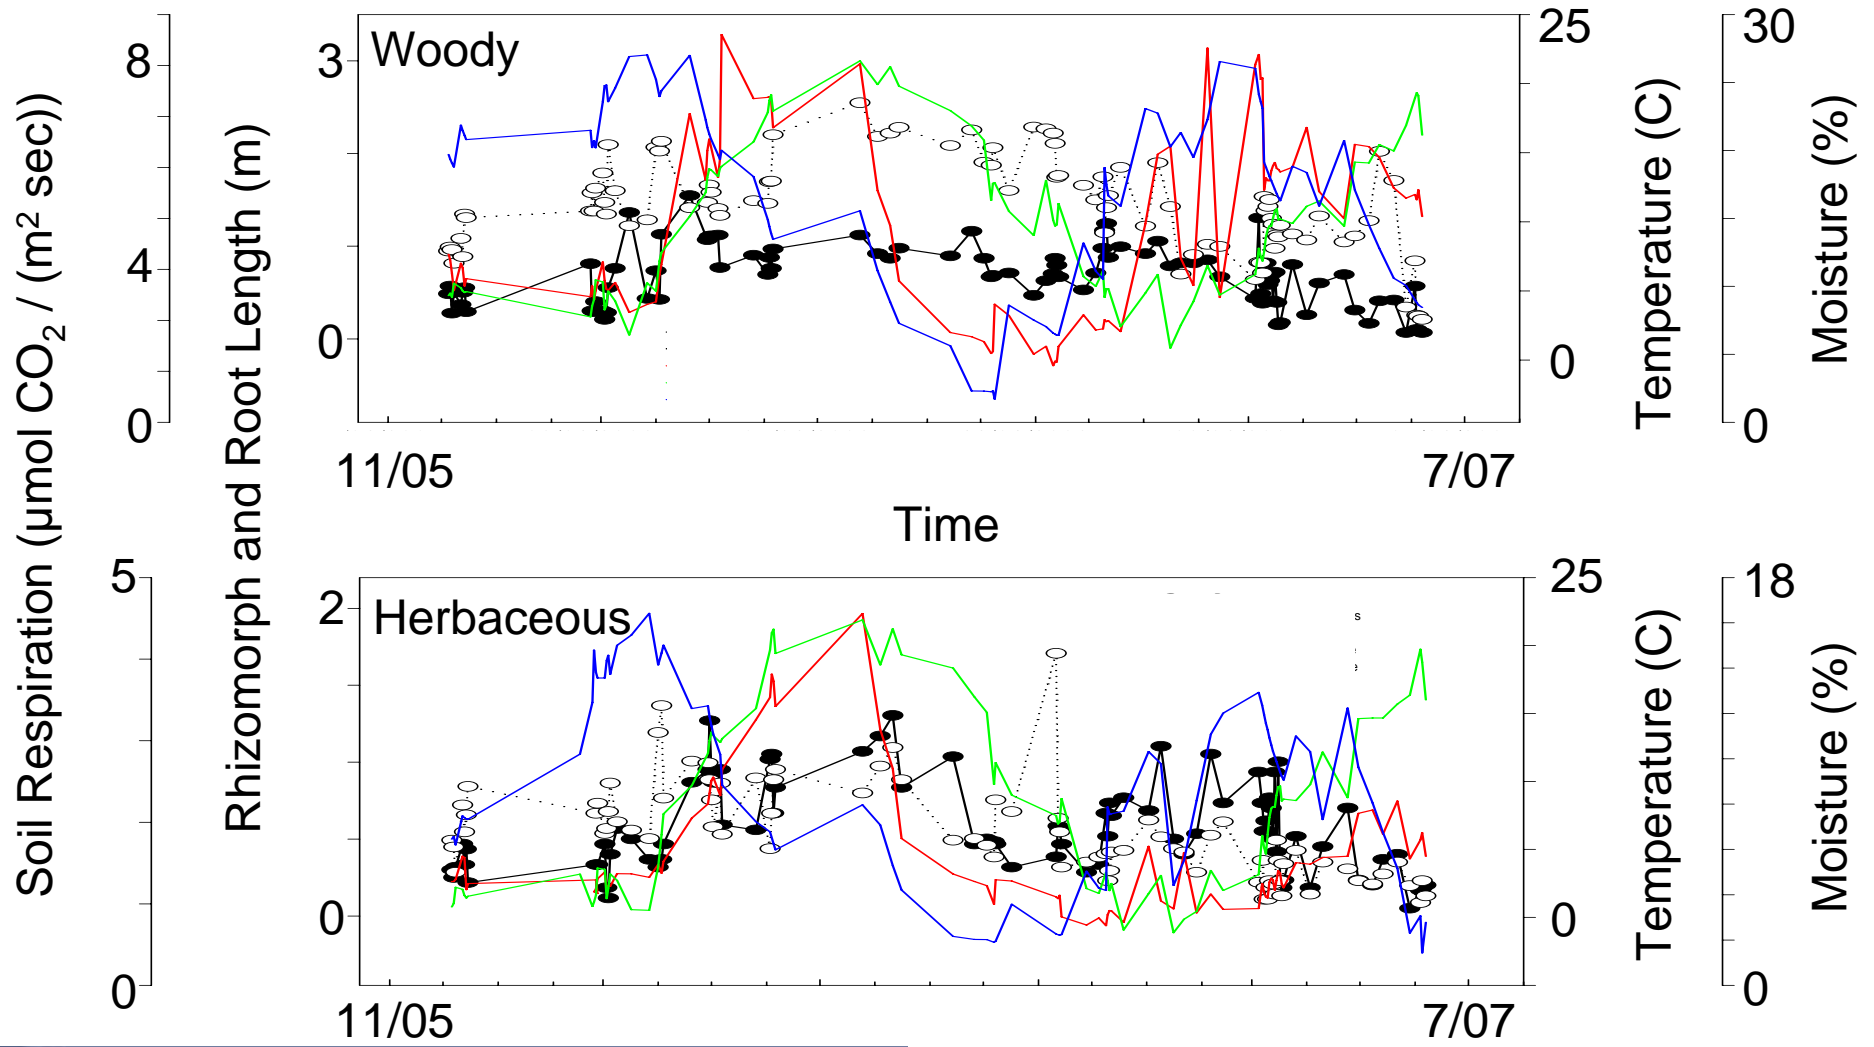 Soil Respiration (µmol CO2 / (m2 sec))
8
4
0
Rhizomorph and Root Length (m)
3
0
Woody
25
0
Temperature (C)
30
0
Moisture (%)
11/05
7/07
Time
5
0
2
0
Herbaceous
s
25
0
Temperature (C)
18
0
Moisture (%)
11/05
7/07